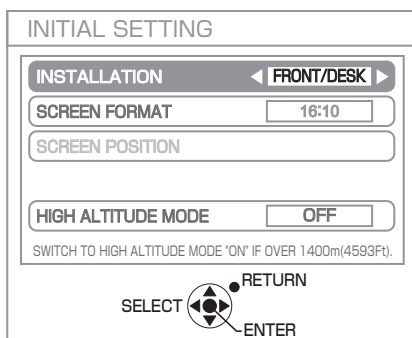 INITIAL SETTING
INSTALLATION FRONT/DESK
SCREEN FORMAT 16:10
SCREEN POSITION
HIGH ALTITUDE MODE OFF
SWITCH TO HIGH ALTITUDE MODE "ON" IF OVER 1400m(4593Ft).
RETURN
SELECT
ENTER